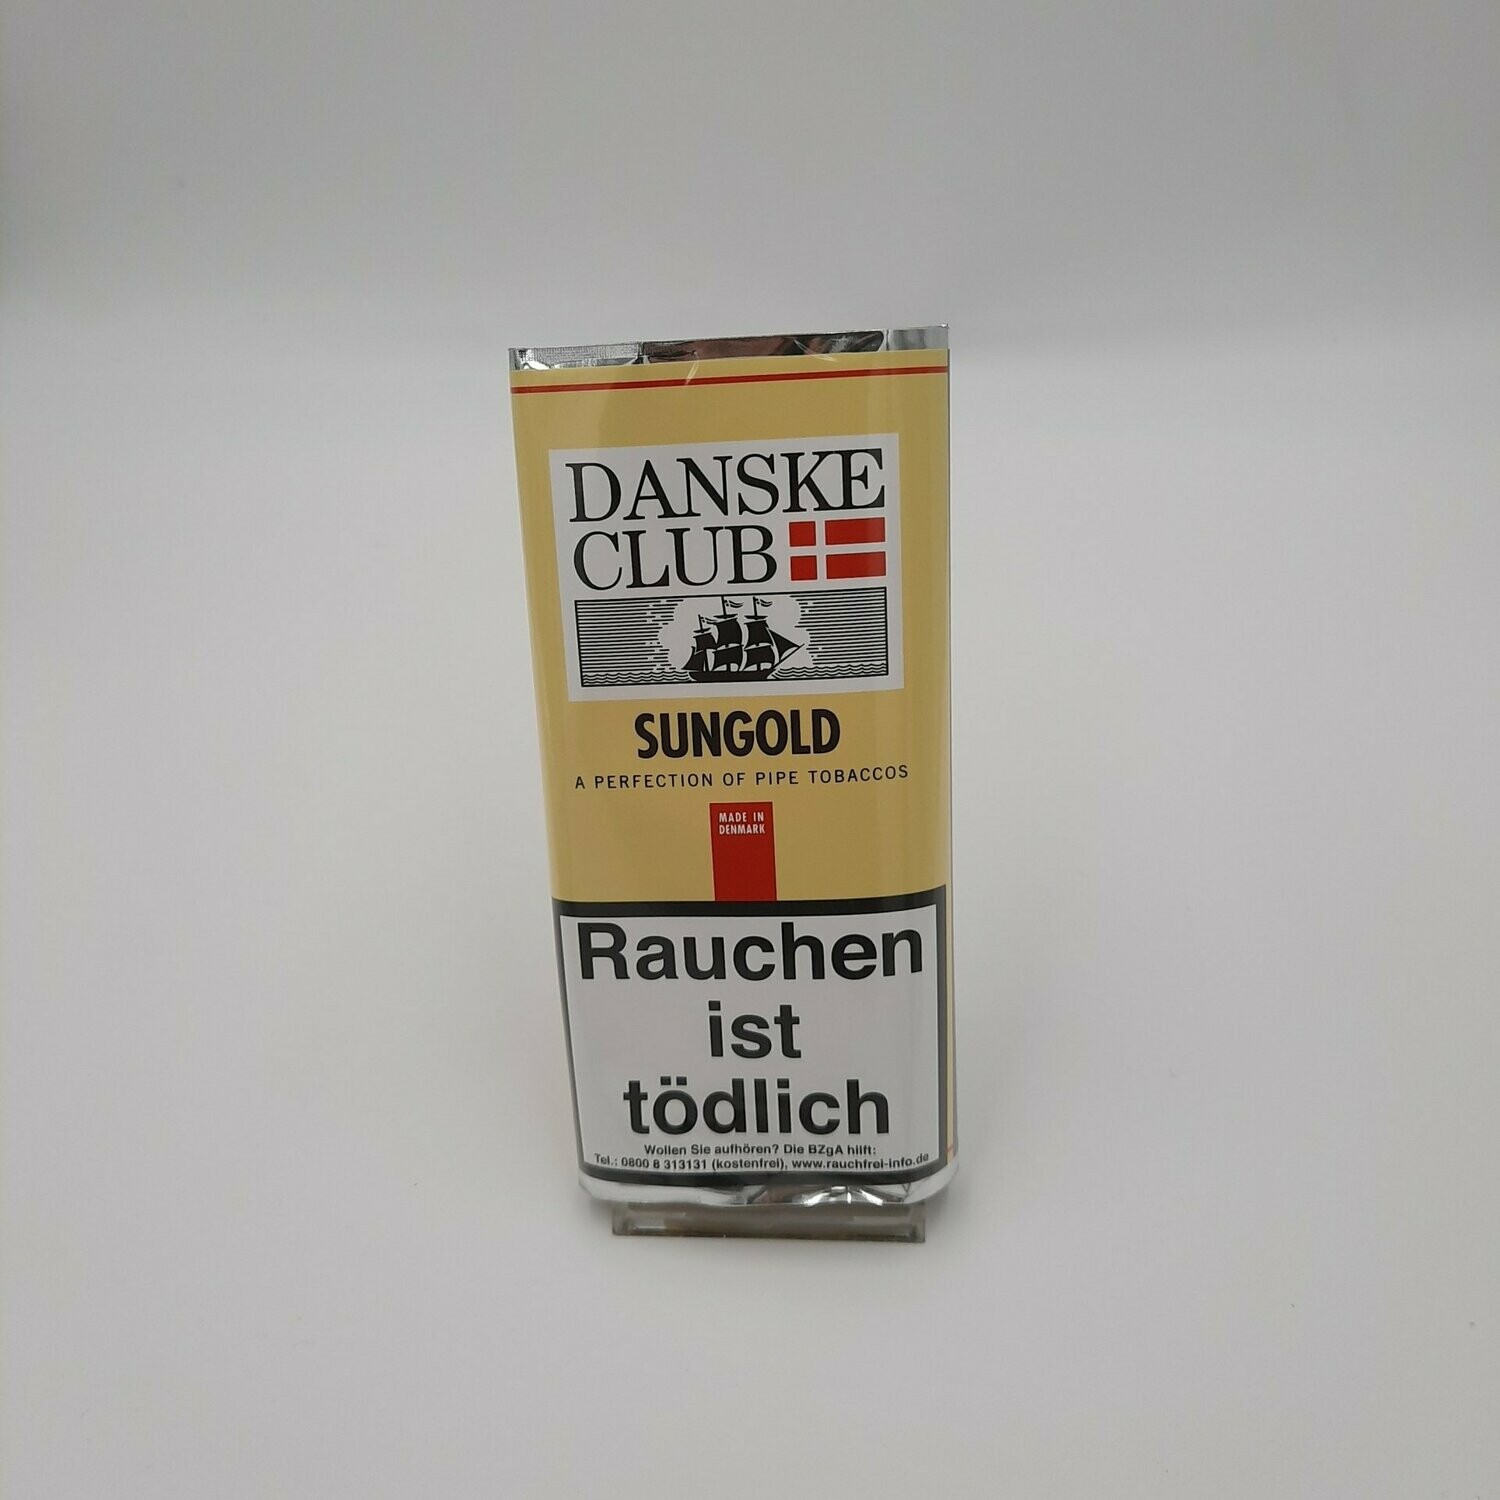 DANSKE
CLUB
SUNGOLD
A PERFECTION OF PIPE TOBACCOS
MADE IN
DENMARK
Rauchen
ist
tödlich
Wollen Sie aufhören? Die BZgA hilft:
Tel.: 0800 8 313131 (kostenfrei), www.rauchfrei-info.de